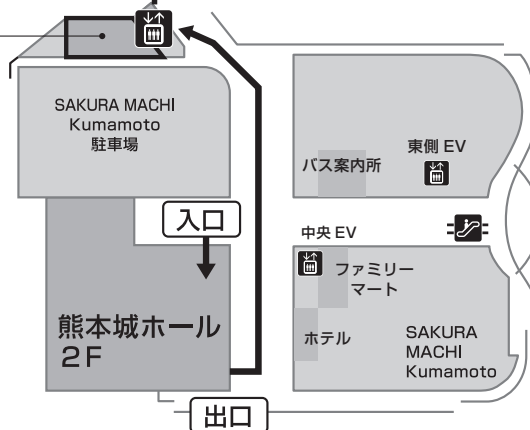 SAKURA MACHI
Kumamoto
駐車場
バス案内所
東側 EV
入口
中央 EV
ファミリー
マート
熊本城ホール
2F
ホテル
SAKURA
MACHI
Kumamoto
出口